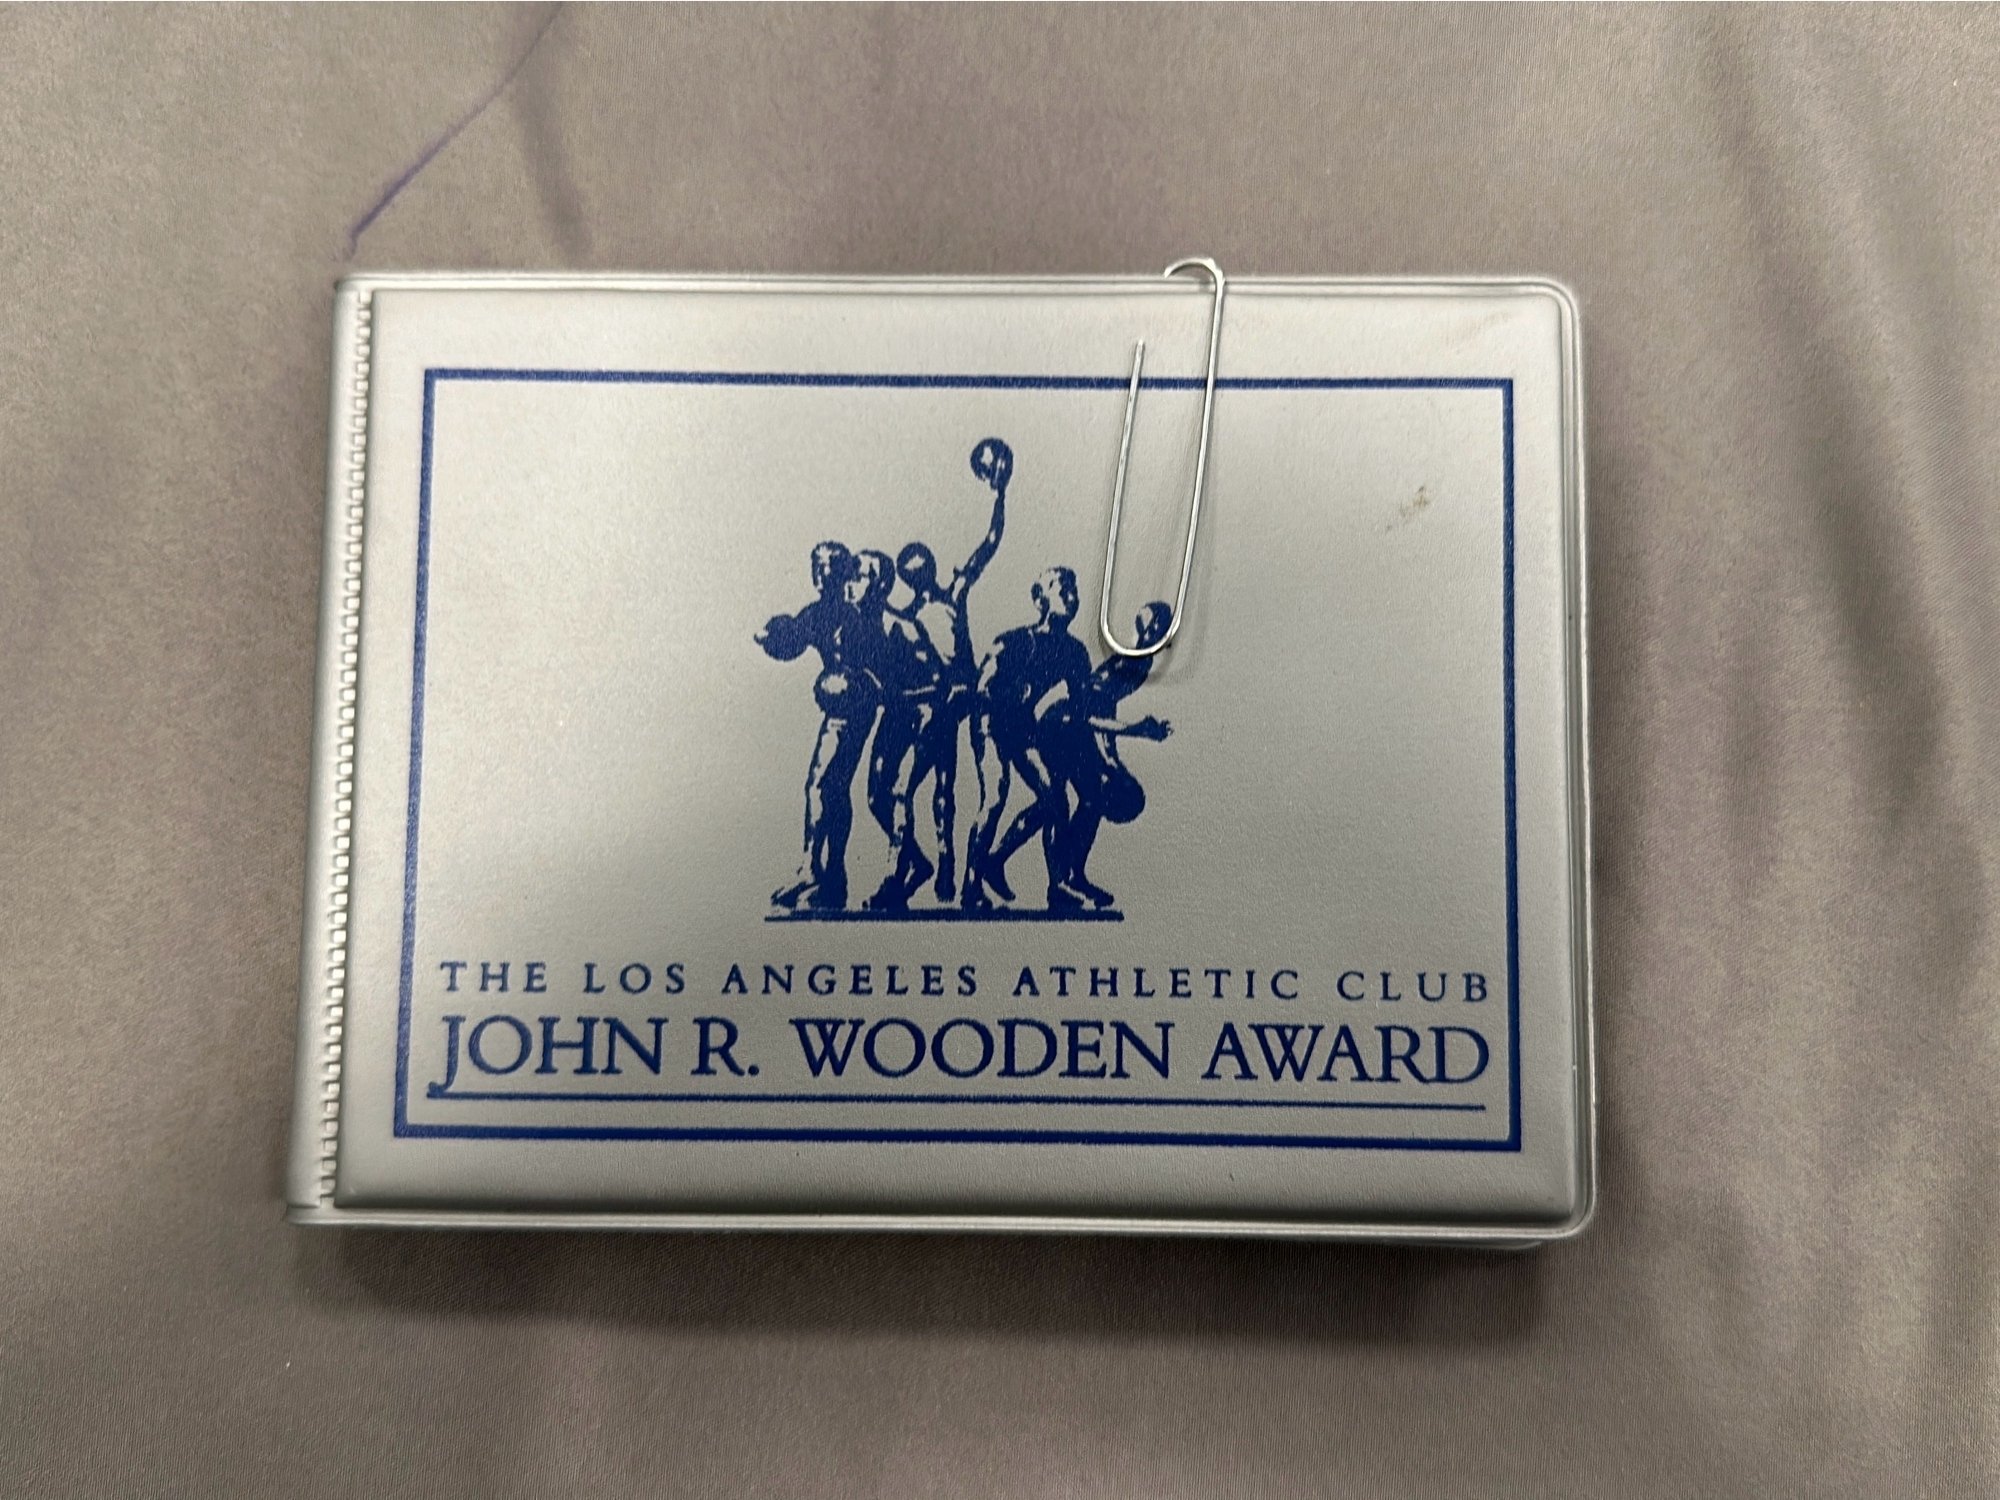 THE LOS ANGELES ATHLETIC CLUB
JOHN R. WOODEN AWARD